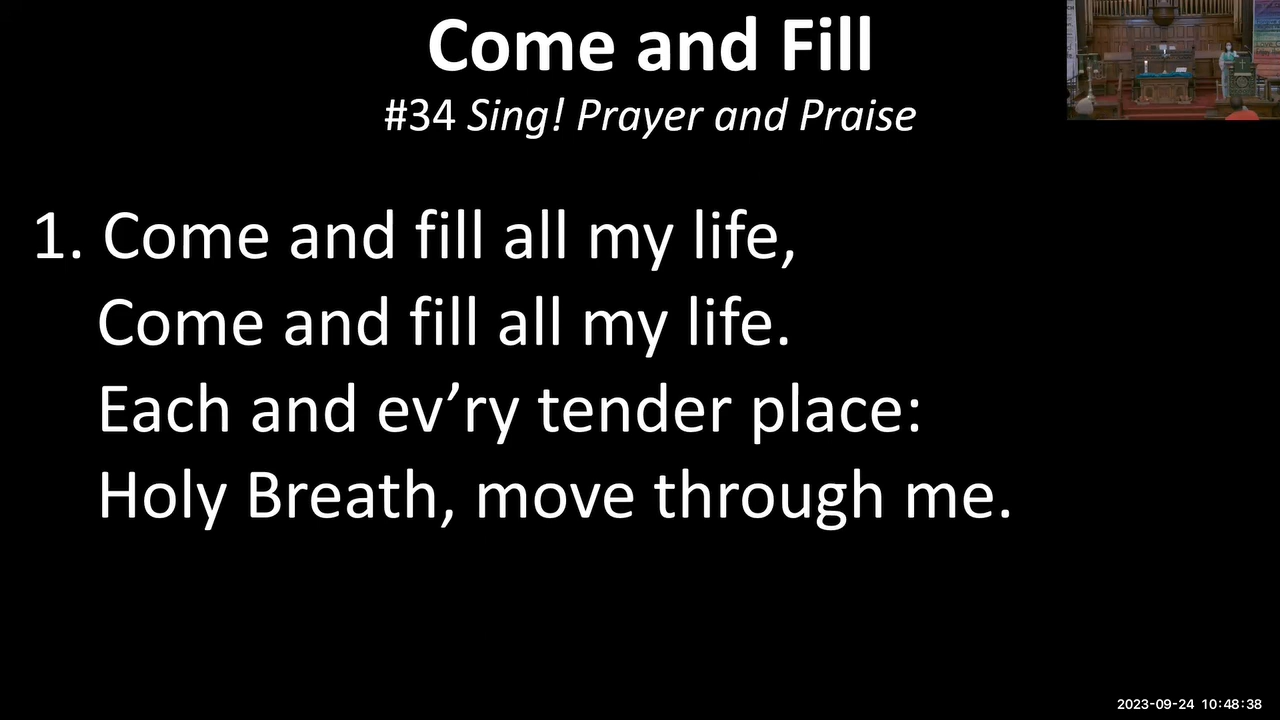 Come and Fill
#34 Sing! Prayer and Praise
1. Come and fill all my life,
Come and fill all my life.
Each and ev’ry tender place:
Holy Breath, move through me.
2023-09-24 10:48:38